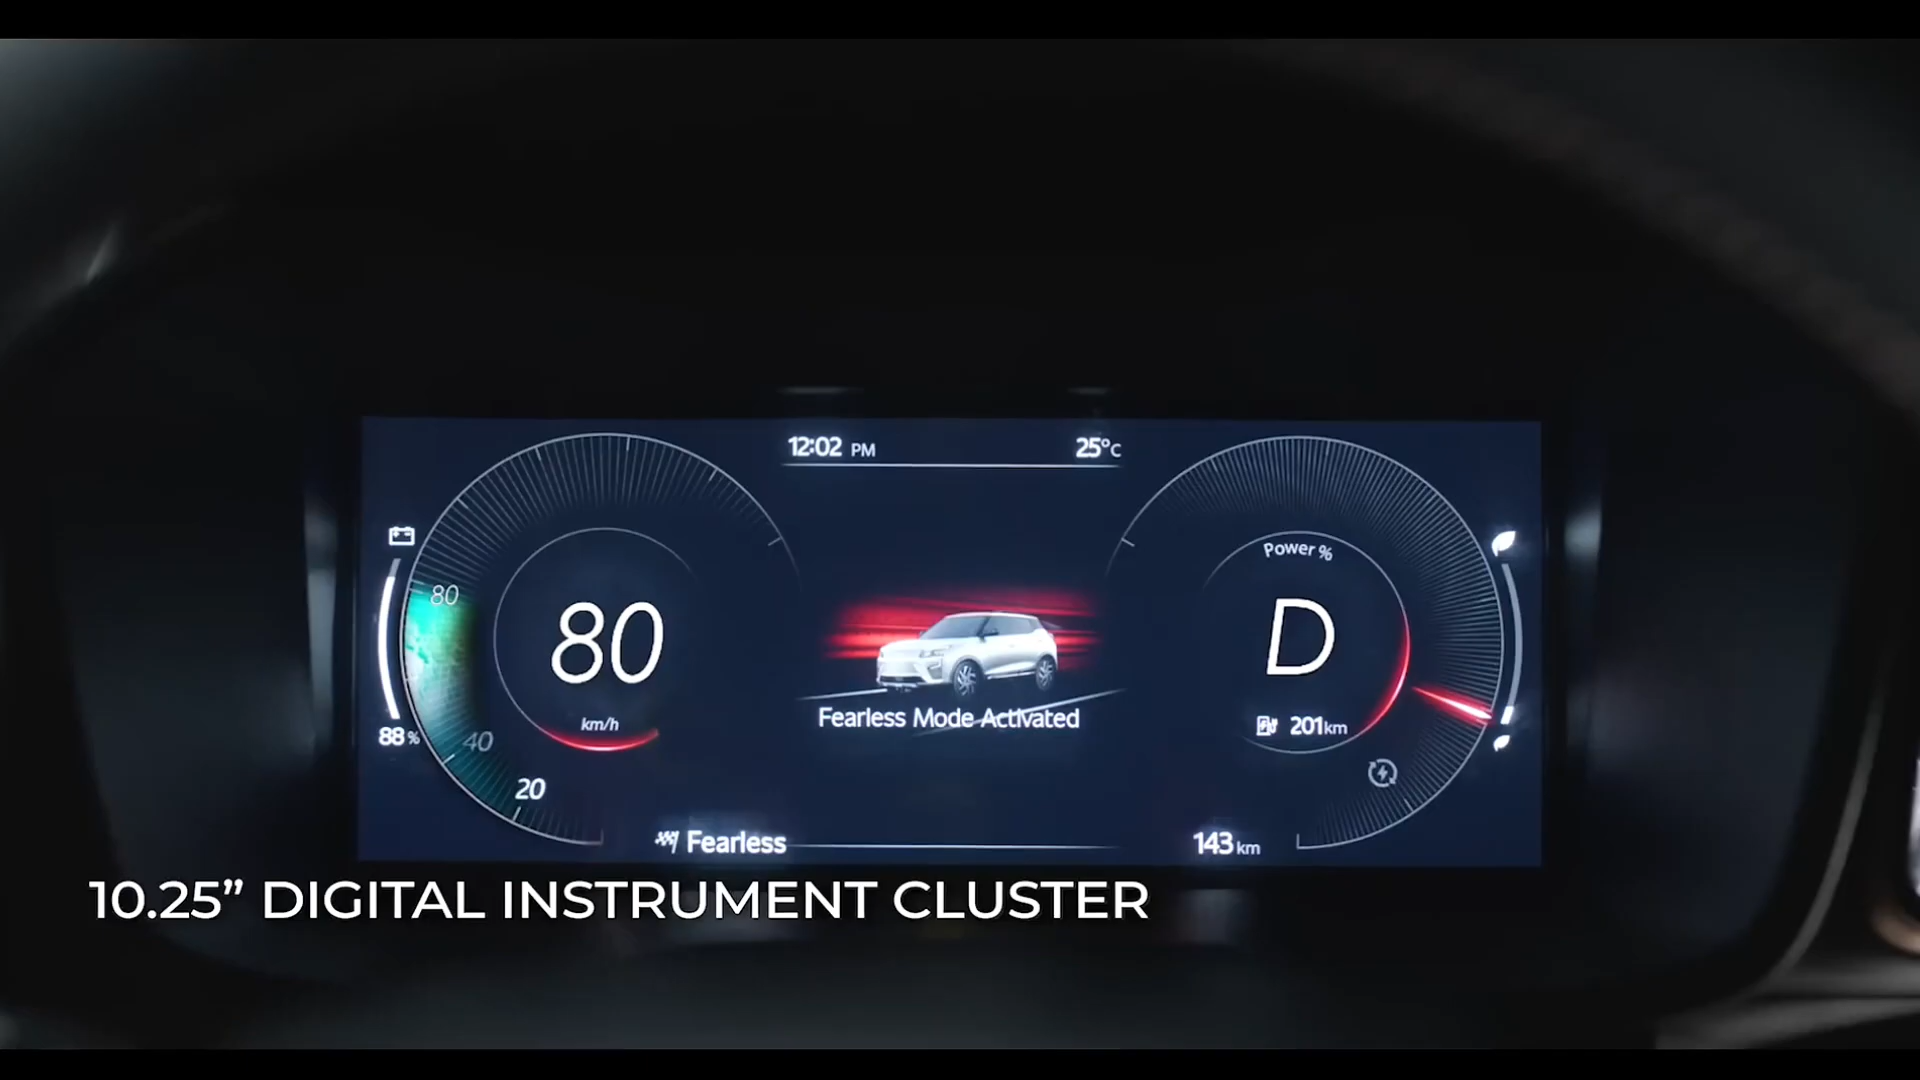 12:02 PM
25°C
80
80
km/h
88%
40
20
Power %
D
201km
Fearless Mode Activated
Fearless
143 km
10.25” DIGITAL INSTRUMENT CLUSTER